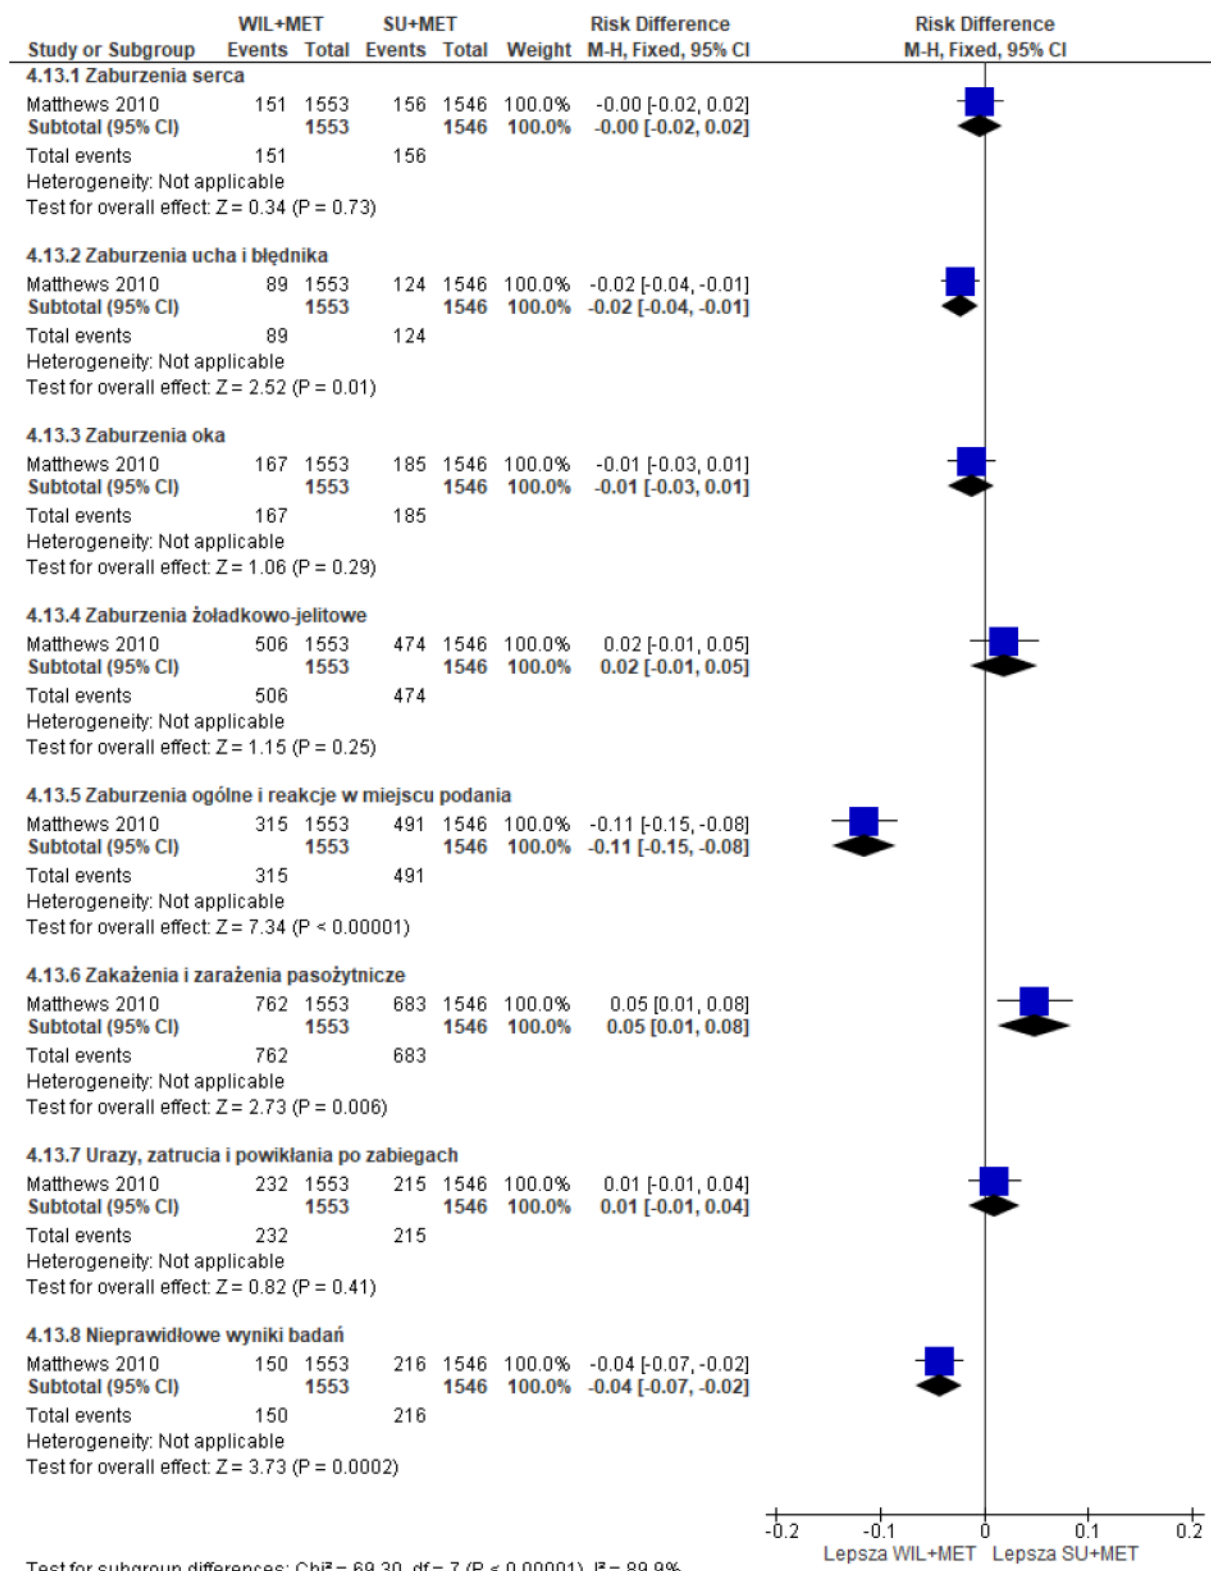 WIL+MET SU+MET Risk Difference Risk Difference
Study or Subgroup Events Total Events Total Weight M-H, Fixed, 95% CI M-H, Fixed, 95% CI
4.13.1 Zaburzenia serca
Matthews 2010 151 1553 156 1546 100.0% -0.00 [-0.02, 0.02]
Subtotal (95% CI) 1553 1546 100.0% -0.00 [-0.02, 0.02]
Total events 151 156
Heterogeneity: Not applicable
Test for overall effect: Z = 0.34 (P = 0.73)
4.13.2 Zaburzenia ucha i błędnika
Matthews 2010 89 1553 124 1546 100.0% -0.02 [-0.04, -0.01]
Subtotal (95% CI) 1553 1546 100.0% -0.02 [-0.04, -0.01]
Total events 89 124
Heterogeneity: Not applicable
Test for overall effect: Z = 2.52 (P = 0.01)
4.13.3 Zaburzenia oka
Matthews 2010 167 1553 185 1546 100.0% -0.01 [-0.03, 0.01]
Subtotal (95% CI) 1553 1546 100.0% -0.01 [-0.03, 0.01]
Total events 167 185
Heterogeneity: Not applicable
Test for overall effect: Z = 1.06 (P = 0.29)
4.13.4 Zaburzenia żoładkowo-jelitowe
Matthews 2010 506 1553 474 1546 100.0% 0.02 [-0.01, 0.05]
Subtotal (95% CI) 1553 1546 100.0% 0.02 [-0.01, 0.05]
Total events 506 474
Heterogeneity: Not applicable
Test for overall effect: Z = 1.15 (P = 0.25)
4.13.5 Zaburzenia ogólne i reakcje w miejscu podania
Matthews 2010 315 1553 491 1546 100.0% -0.11 [-0.15, -0.08]
Subtotal (95% CI) 1553 1546 100.0% -0.11 [-0.15, -0.08]
Total events 315 491
Heterogeneity: Not applicable
Test for overall effect: Z = 7.34 (P < 0.00001)
4.13.6 Zakażenia i zarażenia pasożytnicze
Matthews 2010 762 1553 683 1546 100.0% 0.05 [0.01, 0.08]
Subtotal (95% CI) 1553 1546 100.0% 0.05 [0.01, 0.08]
Total events 762 683
Heterogeneity: Not applicable
Test for overall effect: Z = 2.73 (P = 0.006)
4.13.7 Urazy, zatrucia i powikłania po zabiegach
Matthews 2010 232 1553 215 1546 100.0% 0.01 [-0.01, 0.04]
Subtotal (95% CI) 1553 1546 100.0% 0.01 [-0.01, 0.04]
Total events 232 215
Heterogeneity: Not applicable
Test for overall effect: Z = 0.82 (P = 0.41)
4.13.8 Nieprawidłowe wyniki badań
Matthews 2010 150 1553 216 1546 100.0% -0.04 [-0.07, -0.02]
Subtotal (95% CI) 1553 1546 100.0% -0.04 [-0.07, -0.02]
Total events 150 216
Heterogeneity: Not applicable
Test for overall effect: Z = 3.73 (P = 0.0002)
-0.2 -0.1 0 0.1 0.2
Lepsza WIL+MET Lepsza SU+MET
Test for subgroup differences: Chi² = 69.30, df = 7 (P < 0.00001), I² = 89.9%